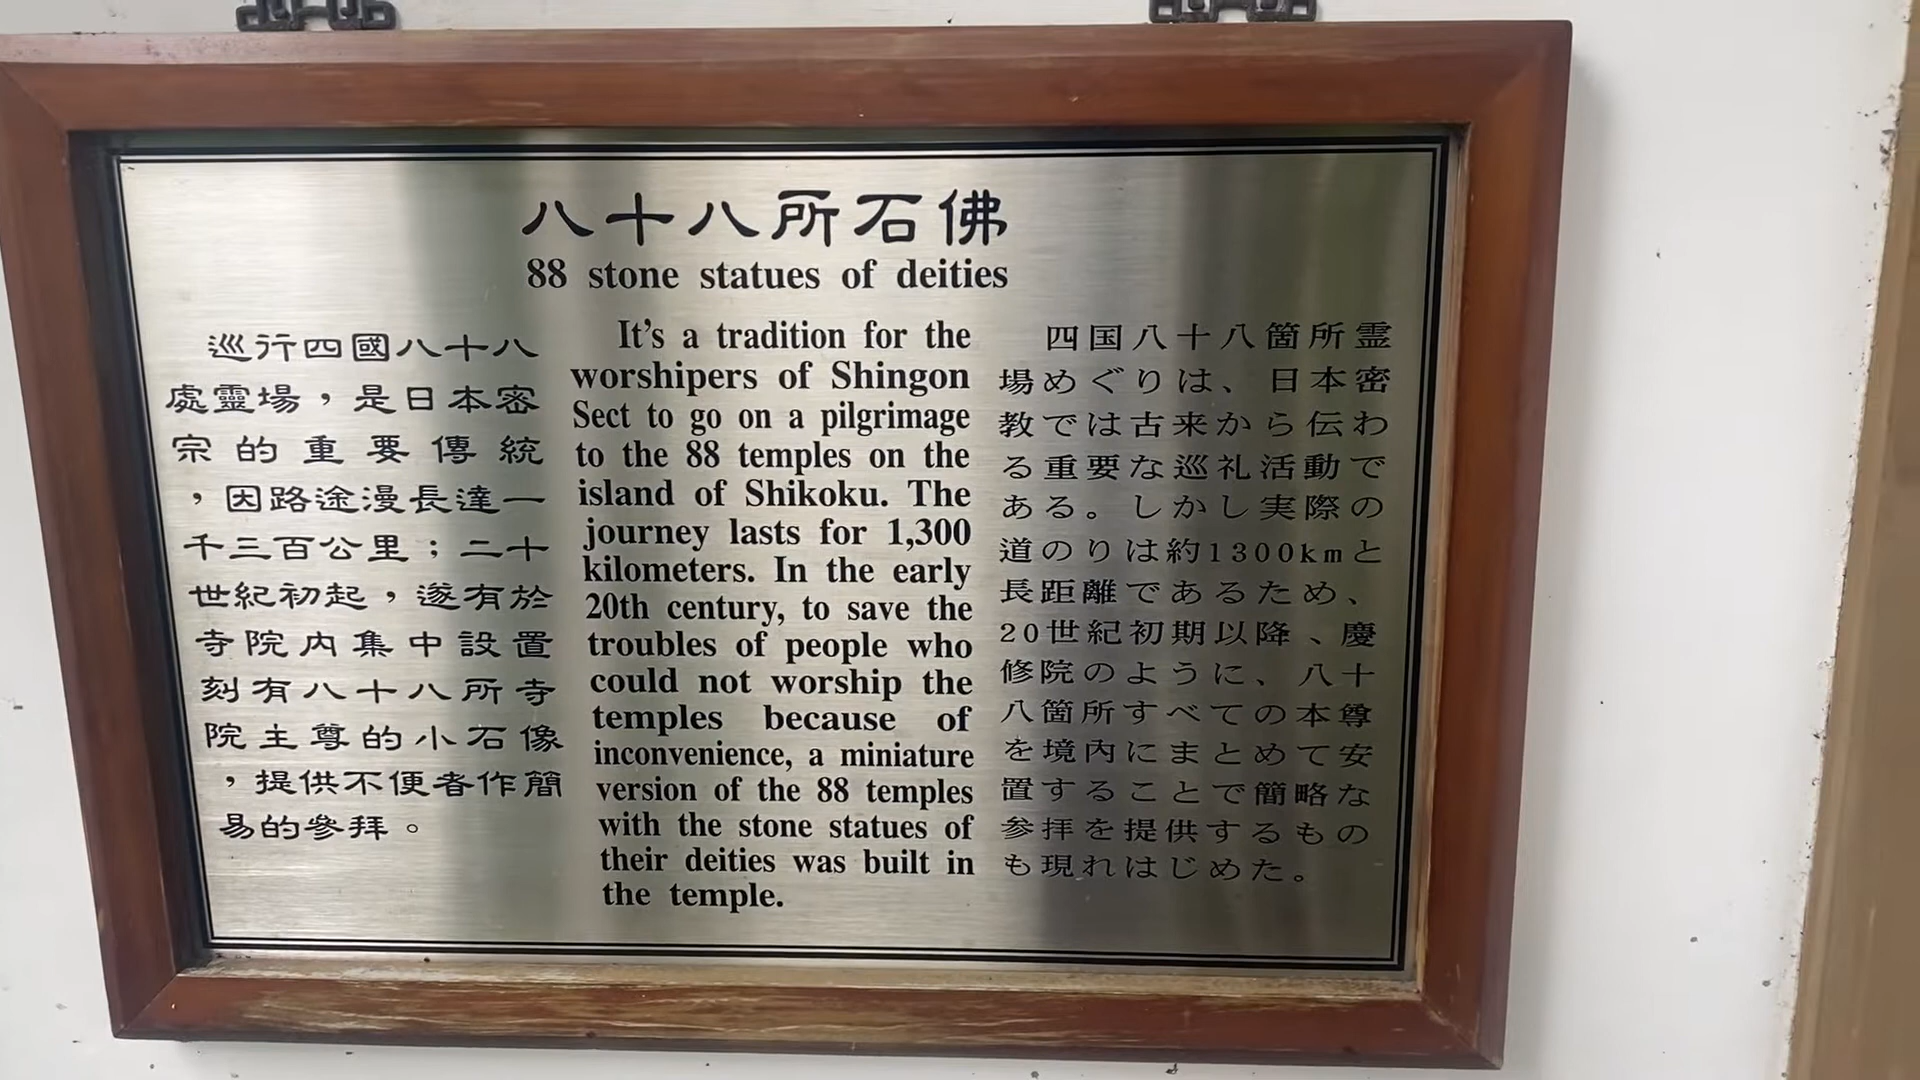 八十八所石佛
88 stone statues of deities
巡行四國八十八
處靈場，是日本密
宗的重要傳統
，因路途漫長達一
千三百公里；二十
世紀初起，遂有於
寺院內集中設置
刻有八十八所寺
院主尊的小石像
，提供不便者作簡
易的參拜。
It's a tradition for the
worshipers of Shingon
Sect to go on a pilgrimage
to the 88 temples on the
island of Shikoku. The
journey lasts for 1,300
kilometers. In the early
20th century, to save the
troubles of people who
could not worship the
temples because of
inconvenience, a miniature
version of the 88 temples
with the stone statues of
their deities was built in
the temple.
四国八十八箇所霊
場めぐりは、日本密
教では古来から伝わ
る重要な巡礼活動で
ある。しかし実際の
道のりは約1300kmと
長距離であるため、
20世紀初期以降、慶
修院のように、八十
八箇所すべての本尊
を境内にまとめて安
置することで簡略な
参拝を提供するもの
も現れはじめた。